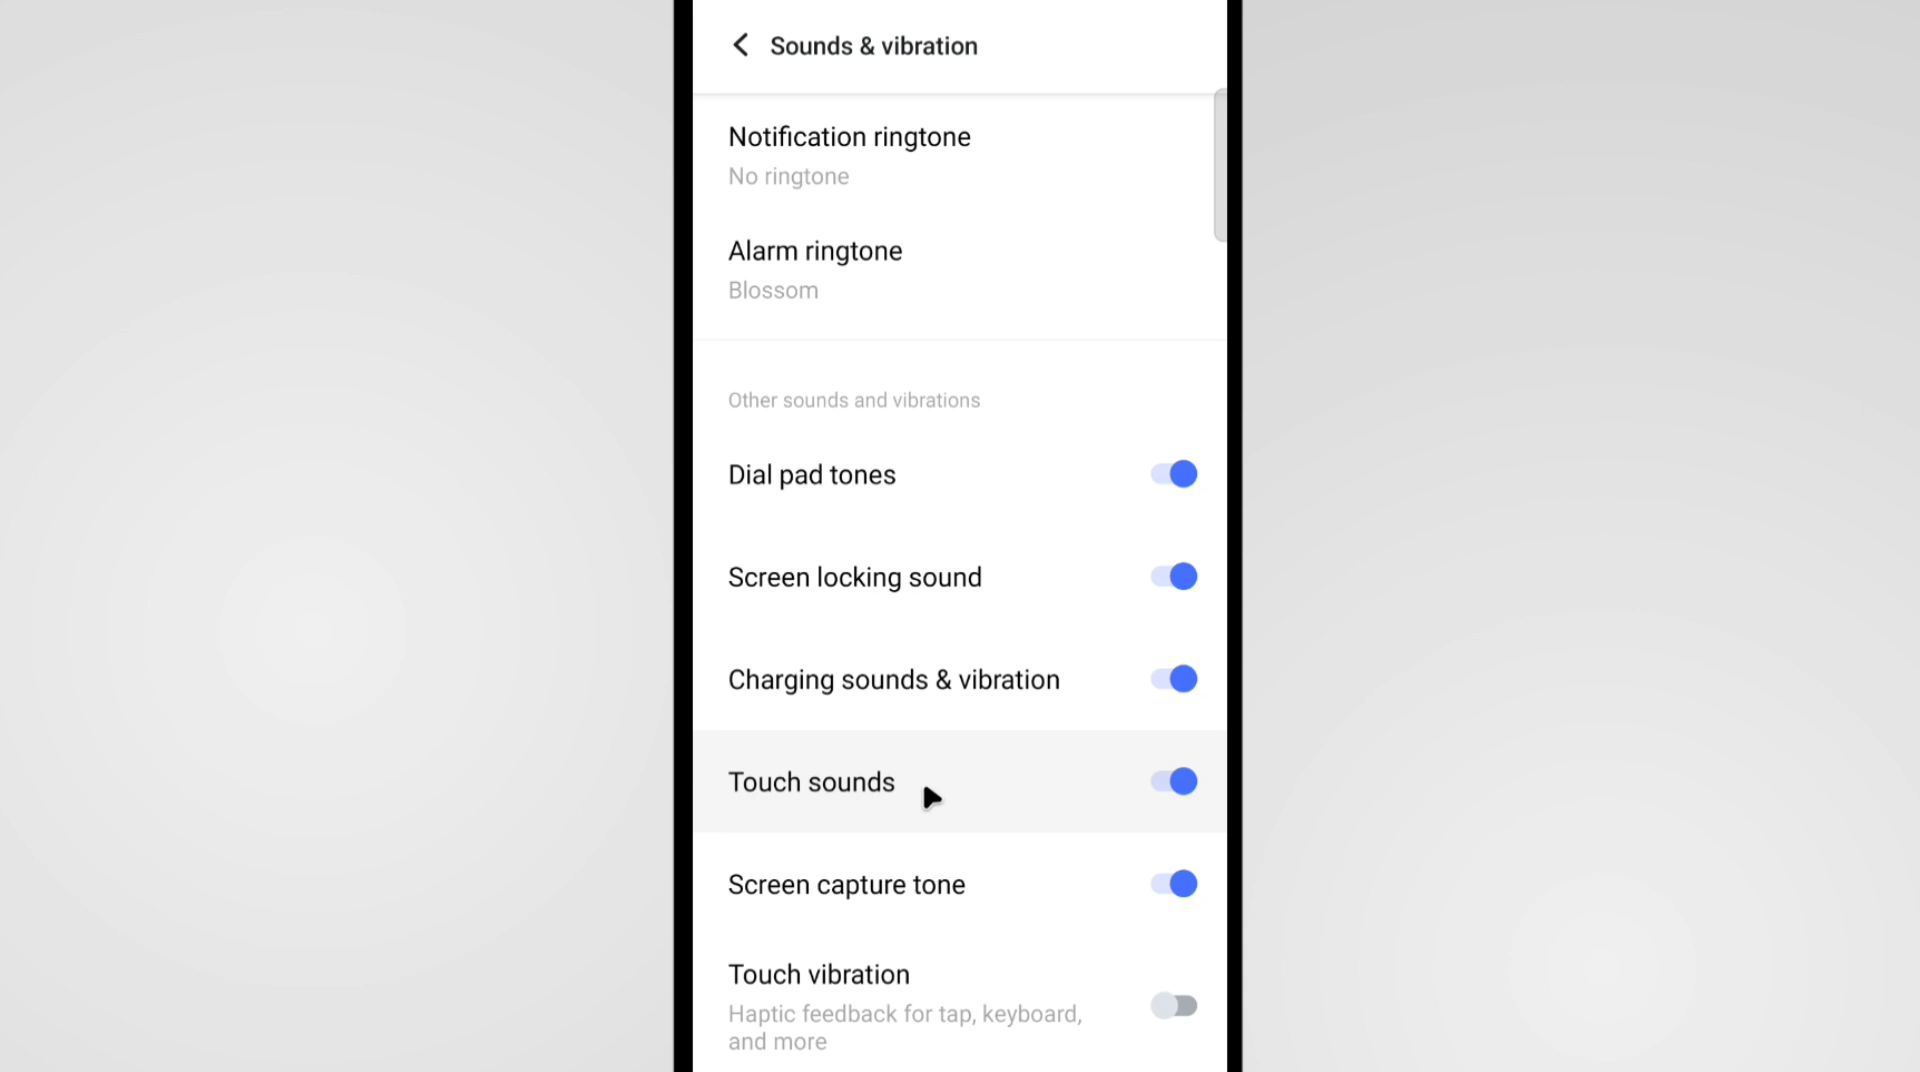 Sounds & vibration
Notification ringtone
No ringtone
Alarm ringtone
Blossom
Other sounds and vibrations
Dial pad tones
Screen locking sound
Charging sounds & vibration
Touch sounds
Screen capture tone
Touch vibration
Haptic feedback for tap, keyboard,
and more